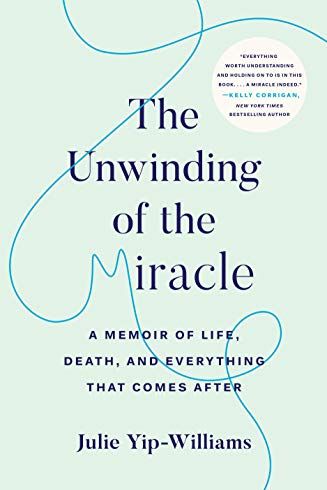 "EVERYTHING
WORTH UNDERSTANDING
AND HOLDING ON TO IS IN THIS
BOOK. . . . A MIRACLE INDEED."
—KELLY CORRIGAN,
NEW YORK TIMES
BESTSELLING AUTHOR
The
Unwinding
of the
Miracle
A MEMOIR OF LIFE,
DEATH, AND EVERYTHING
THAT COMES AFTER
Julie Yip-Williams